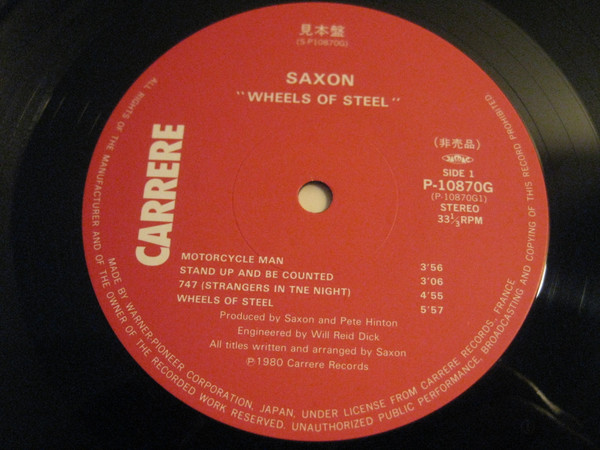 見本盤
(S-P10870G)
SAXON
"WHEELS OF STEEL"
CARRERE
(非売品)
JASRAC
SIDE 1
P-10870G
(P-10870G1)
STEREO
33⅓RPM
MOTORCYCLE MAN 3'56
STAND UP AND BE COUNTED 3'06
747 (STRANGERS IN TNE NIGHT) 4'55
WHEELS OF STEEL 5'57
Produced by Saxon and Pete Hinton
Engineered by Will Reid Dick
All titles written and arranged by Saxon
℗1980 Carrere Records
ALL RIGHTS OF THE MANUFACTURER AND OF THE OWNER OF THE RECORDED WORK RESERVED. UNAUTHORIZED PUBLIC PERFORMANCE, BROADCASTING AND COPYING OF THIS RECORD PROHIBITED
MADE BY WARNER-PIONEER CORPORATION, JAPAN, UNDER LICENSE FROM CARRERE RECORDS, FRANCE